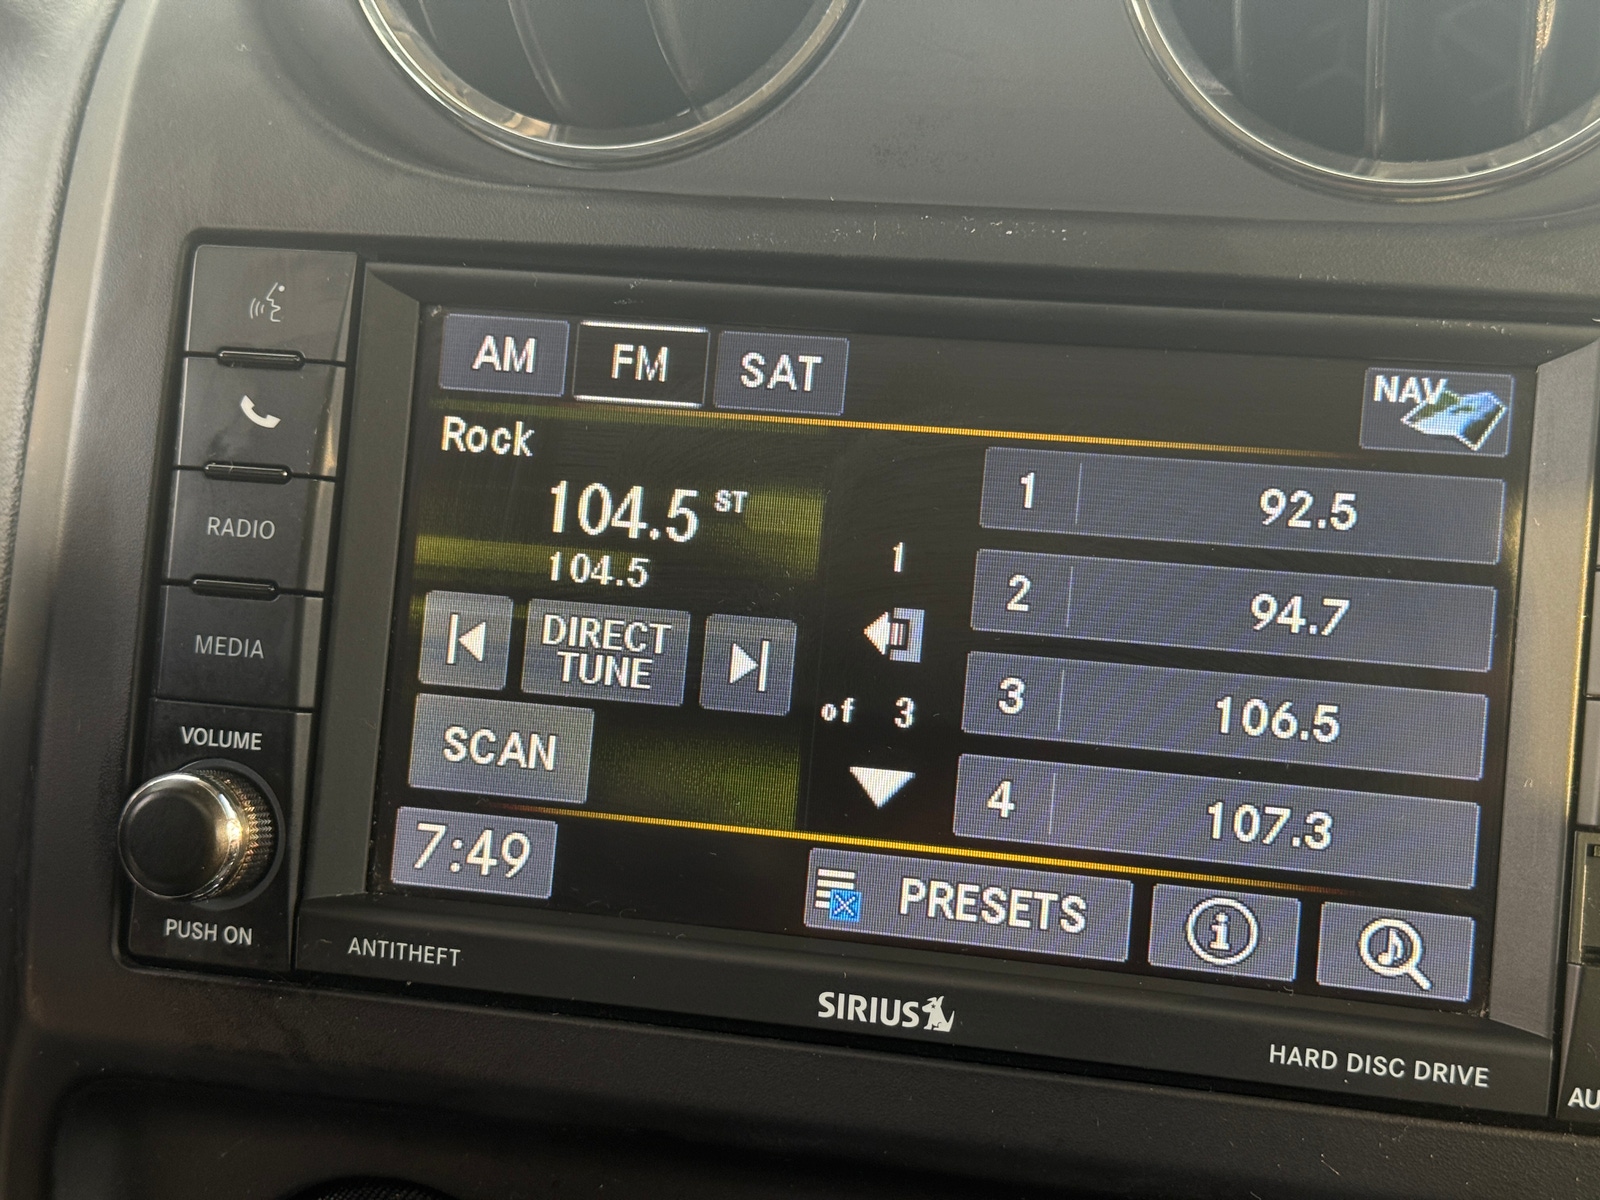 AM FM SAT
NAV
Rock
104.5 ST
104.5
DIRECT
TUNE
SCAN
7:49
1
of 3
1 92.5
2 94.7
3 106.5
4 107.3
PRESETS
i
RADIO
MEDIA
VOLUME
PUSH ON
ANTITHEFT
SIRIUS
HARD DISC DRIVE
AU